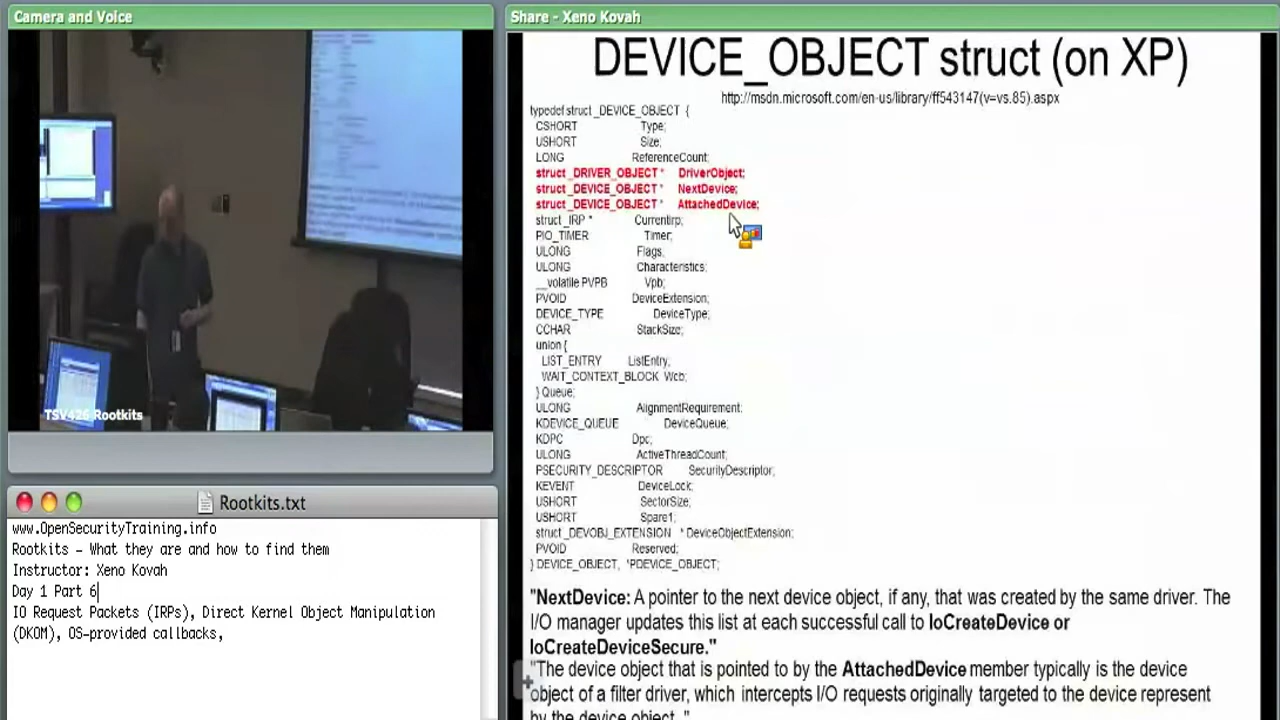 Camera and Voice
TSV426 Rootkits
Rootkits.txt
www.OpenSecurityTraining.info
Rootkits - What they are and how to find them
Instructor: Xeno Kovah
Day 1 Part 6
IO Request Packets (IRPs), Direct Kernel Object Manipulation
(DKOM), OS-provided callbacks,
Share - Xeno Kovah
DEVICE_OBJECT struct (on XP)
http://msdn.microsoft.com/en-us/library/ff543147(v=vs.85).aspx
typedef struct _DEVICE_OBJECT {
CSHORT Type;
USHORT Size;
LONG ReferenceCount;
struct _DRIVER_OBJECT * DriverObject;
struct _DEVICE_OBJECT * NextDevice;
struct _DEVICE_OBJECT * AttachedDevice;
struct _IRP * CurrentIrp;
PIO_TIMER Timer;
ULONG Flags;
ULONG Characteristics;
__volatile PVPB Vpb;
PVOID DeviceExtension;
DEVICE_TYPE DeviceType;
CCHAR StackSize;
union {
LIST_ENTRY ListEntry;
WAIT_CONTEXT_BLOCK Wcb;
} Queue;
ULONG AlignmentRequirement;
KDEVICE_QUEUE DeviceQueue;
KDPC Dpc;
ULONG ActiveThreadCount;
PSECURITY_DESCRIPTOR SecurityDescriptor;
KEVENT DeviceLock;
USHORT SectorSize;
USHORT Spare1;
struct _DEVOBJ_EXTENSION * DeviceObjectExtension;
PVOID Reserved;
} DEVICE_OBJECT, *PDEVICE_OBJECT;
"NextDevice: A pointer to the next device object, if any, that was created by the same driver. The
I/O manager updates this list at each successful call to IoCreateDevice or
IoCreateDeviceSecure."
"The device object that is pointed to by the AttachedDevice member typically is the device
object of a filter driver, which intercepts I/O requests originally targeted to the device represent
by the device object. "